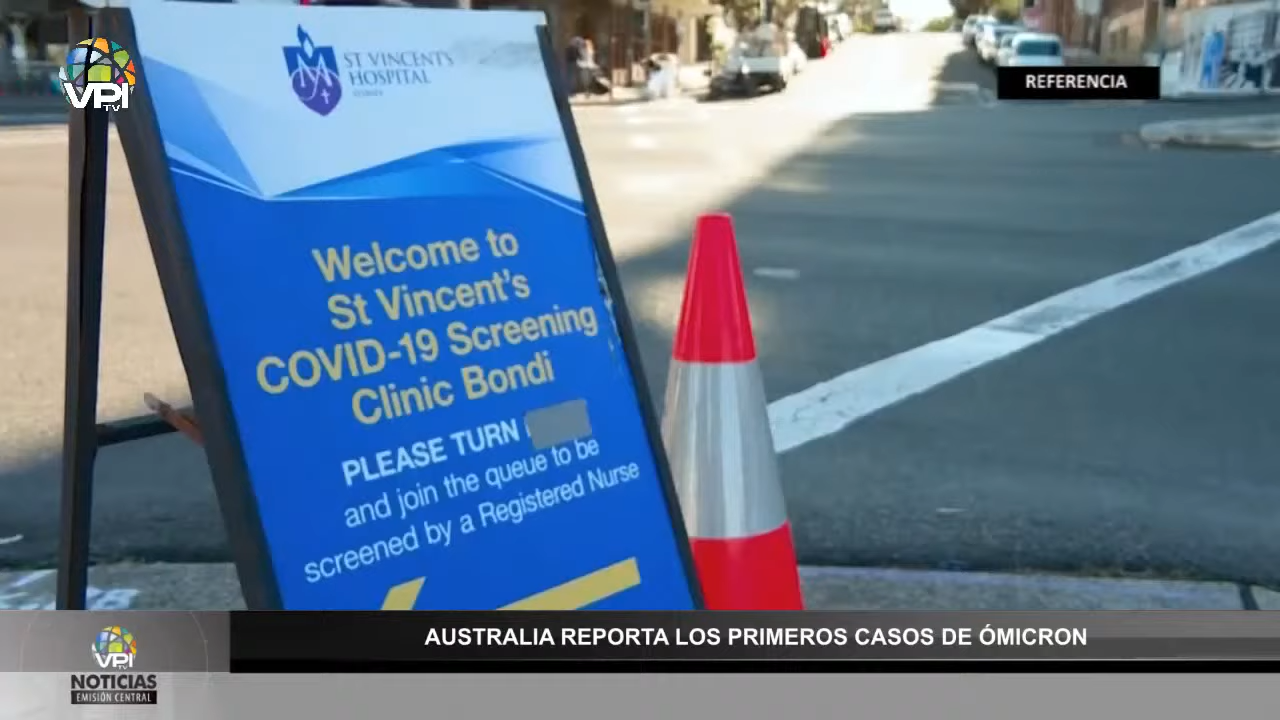 VPI
TV
REFERENCIA
ST VINCENT'S
HOSPITAL
Welcome to
St Vincent's
COVID-19 Screening
Clinic Bondi
PLEASE TURN
and join the queue to be
screened by a Registered Nurse
AUSTRALIA REPORTA LOS PRIMEROS CASOS DE ÓMICRON
VPI
TV
NOTICIAS
EMISIÓN CENTRAL